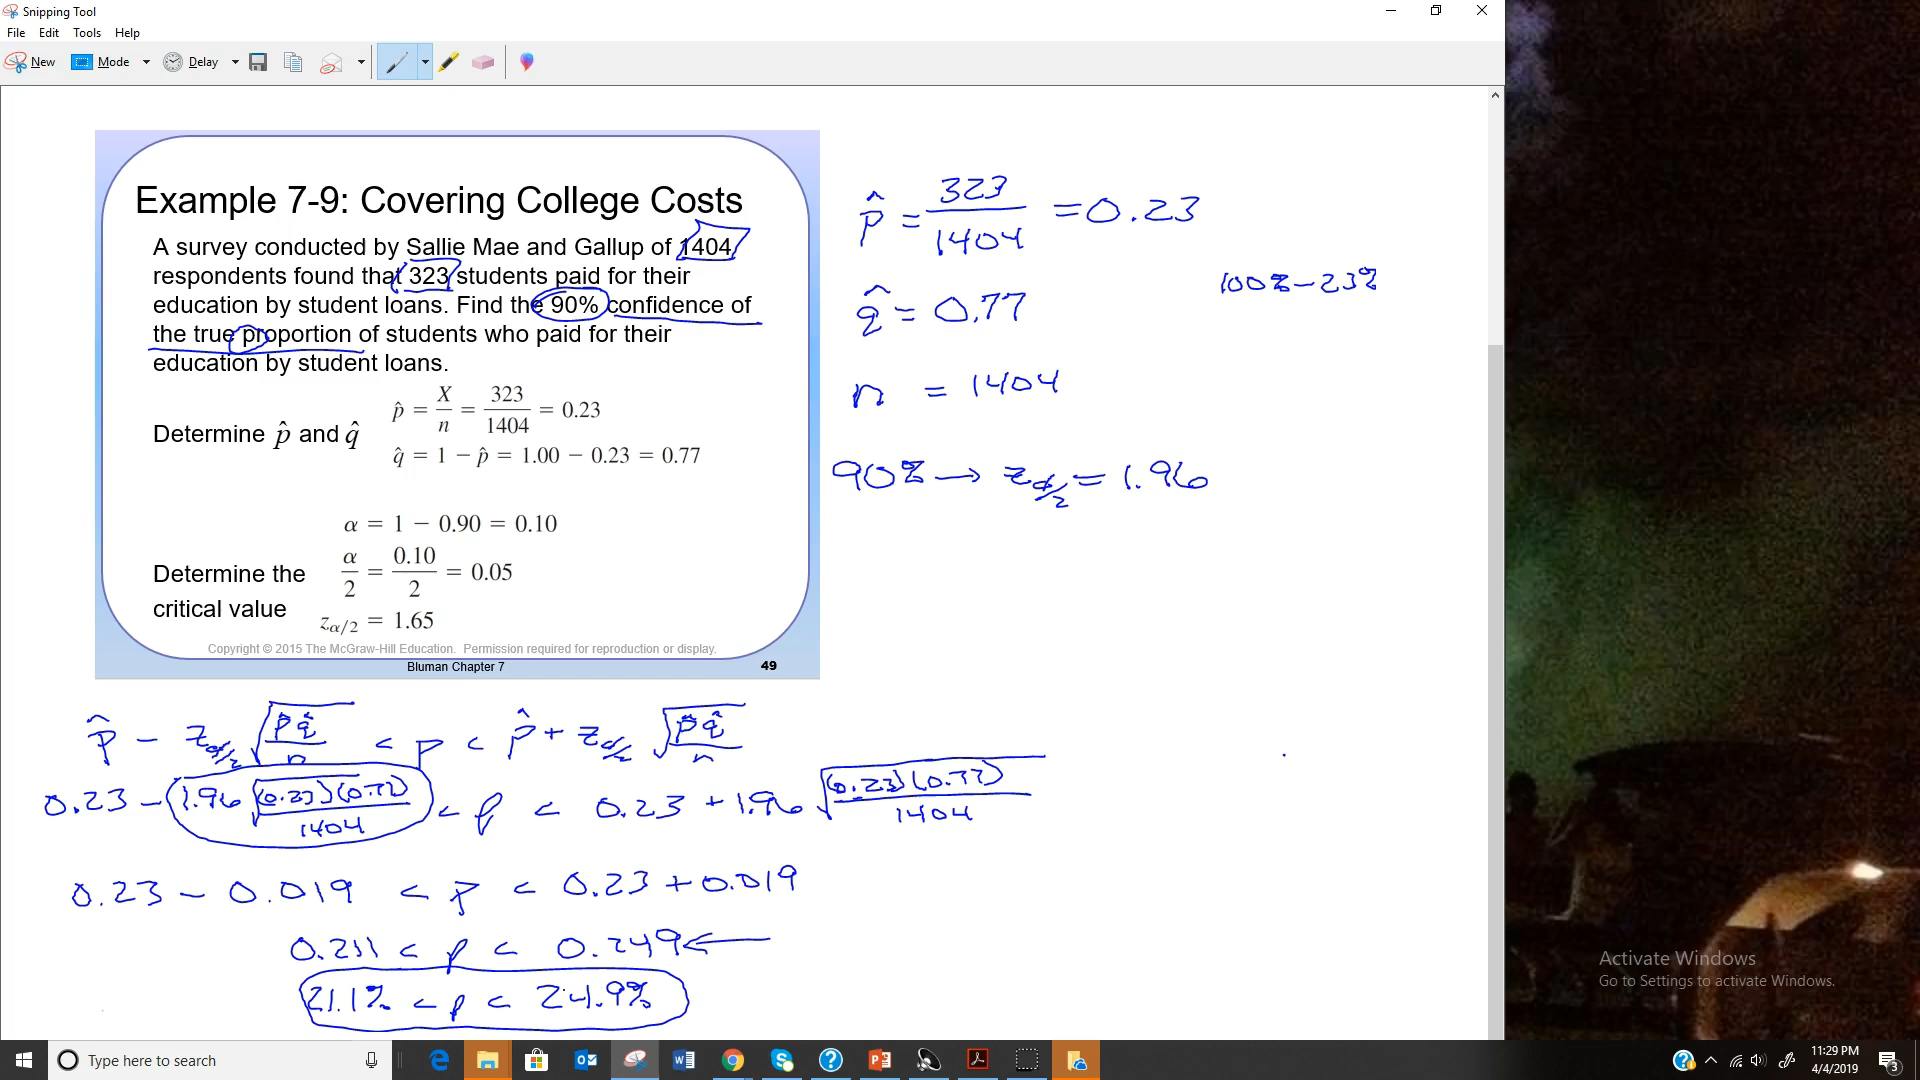 Snipping Tool
File Edit Tools Help
New Mode Delay
Example 7-9: Covering College Costs
A survey conducted by Sallie Mae and Gallup of 1404
respondents found that 323 students paid for their
education by student loans. Find the 90% confidence of
the true proportion of students who paid for their
education by student loans.
Determine p̂ and q̂
p̂ = X/n = 323/1404 = 0.23
q̂ = 1 − p̂ = 1.00 − 0.23 = 0.77
α = 1 − 0.90 = 0.10
α/2 = 0.10/2 = 0.05
Determine the
critical value
zα/2 = 1.65
Copyright © 2015 The McGraw-Hill Education. Permission required for reproduction or display.
Bluman Chapter 7
49
p̂ = 323/1404 = 0.23
100% − 23%
q̂ = 0.77
n = 1404
90% → zα/2 = 1.96
p̂ − zα/2 √(p̂q̂/n) < p < p̂ + zα/2 √(p̂q̂/n)
0.23 − 1.96 √((0.23)(0.77)/1404) < p < 0.23 + 1.96 √((0.23)(0.77)/1404)
0.23 − 0.019 < p < 0.23 + 0.019
0.211 < p < 0.249 ←
21.1% < p < 24.9%
Activate Windows
Go to Settings to activate Windows.
Type here to search
11:29 PM
4/4/2019
3